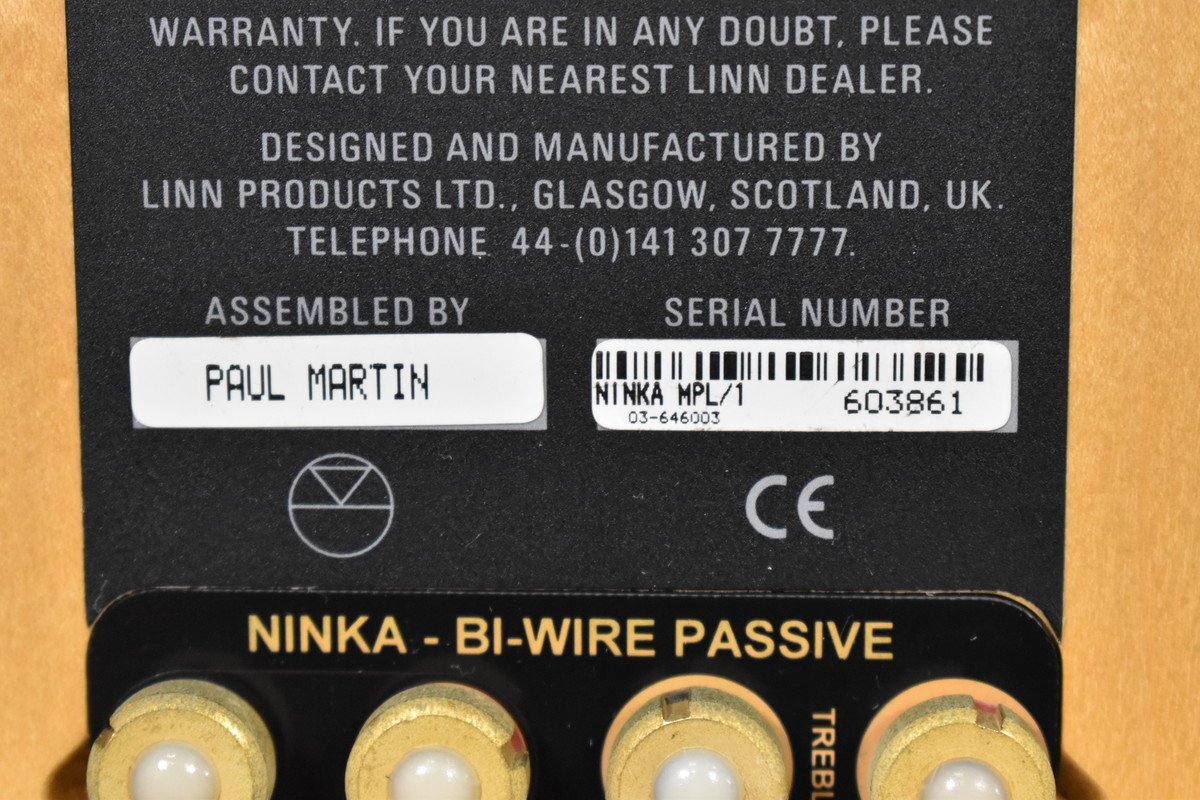 WARRANTY. IF YOU ARE IN ANY DOUBT, PLEASE
CONTACT YOUR NEAREST LINN DEALER.
DESIGNED AND MANUFACTURED BY
LINN PRODUCTS LTD., GLASGOW, SCOTLAND, UK.
TELEPHONE 44-(0)141 307 7777.
ASSEMBLED BY
PAUL MARTIN
SERIAL NUMBER
NINKA MPL/1
603861
03-646003
CE
NINKA - BI-WIRE PASSIVE